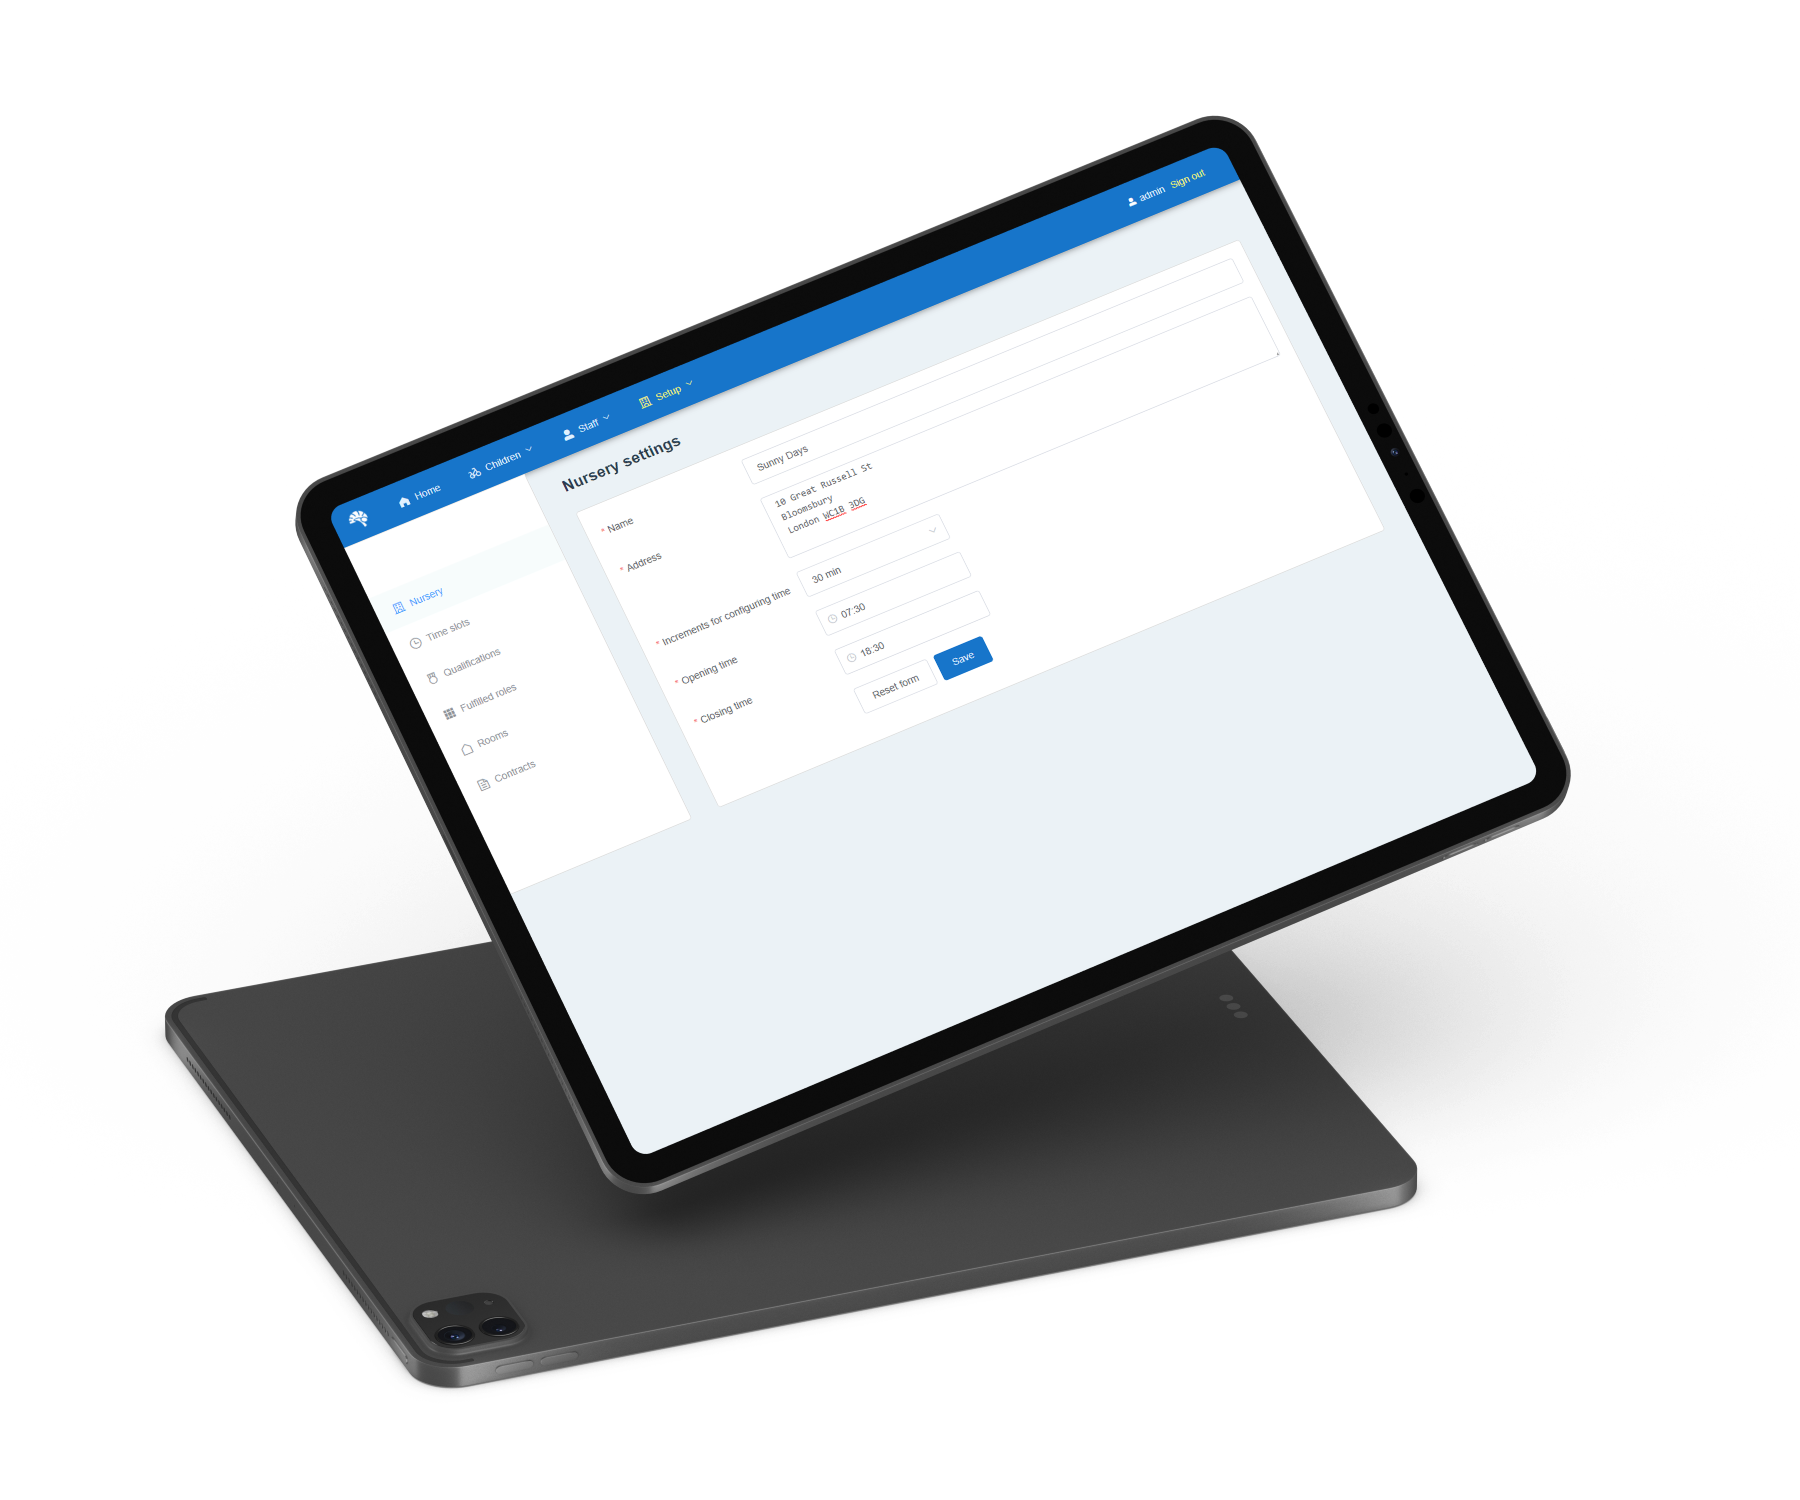 Home
Children
Staff
Setup
admin Sign out
Nursery
Time slots
Qualifications
Fulfilled roles
Rooms
Contracts
Nursery settings
* Name
Sunny Days
* Address
10 Great Russell St
Bloomsbury
London WC1B 3DG
* Increments for configuring time
30 min
* Opening time
07:30
* Closing time
18:30
Reset form
Save